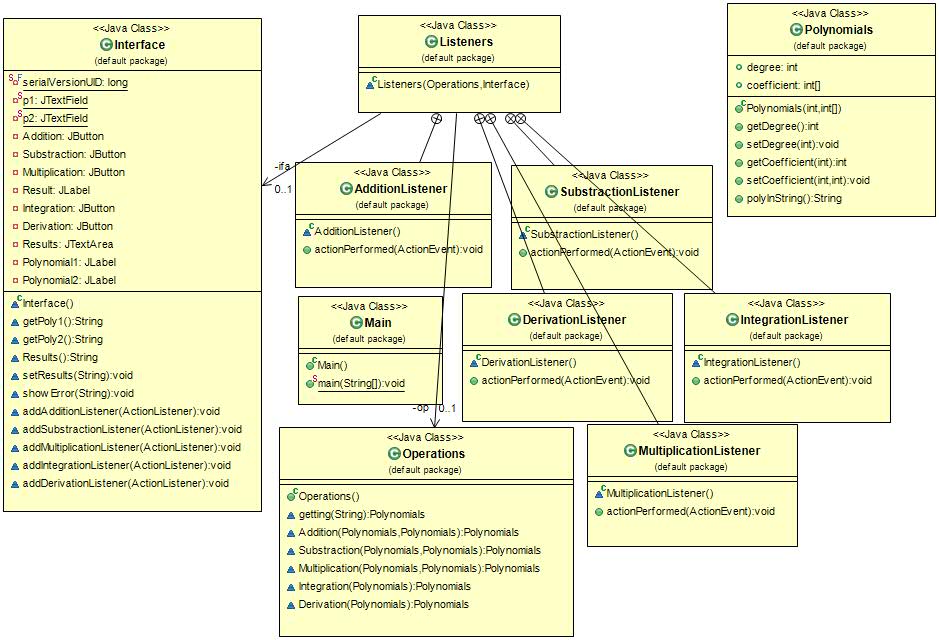 <<Java Class>>
Interface
(default package)
serialVersionUID: long
p1: JTextField
p2: JTextField
Addition: JButton
Substraction: JButton
Multiplication: JButton
Result: JLabel
Integration: JButton
Derivation: JButton
Results: JTextArea
Polynomial1: JLabel
Polynomial2: JLabel
Interface()
getPoly1():String
getPoly2():String
Results():String
setResults(String):void
show Error(String):void
addAdditionListener(ActionListener):void
addSubstractionListener(ActionListener):void
addMultiplicationListener(ActionListener):void
addIntegrationListener(ActionListener):void
addDerivationListener(ActionListener):void
<<Java Class>>
Listeners
(default package)
Listeners(Operations,Interface)
<<Java Class>>
Polynomials
(default package)
degree: int
coefficient: int[]
Polynomials(int,int[])
getDegree():int
setDegree(int):void
getCoefficient(int):int
setCoefficient(int,int):void
polyInString():String
-ifa
0..1
<<Java Class>>
AdditionListener
(default package)
AdditionListener()
actionPerformed(ActionEvent):void
<<Java Class>>
SubstractionListener
(default package)
SubstractionListener()
actionPerformed(ActionEvent):void
<<Java Class>>
Main
(default package)
Main()
main(String[]):void
<<Java Class>>
DerivationListener
(default package)
DerivationListener()
actionPerformed(ActionEvent):void
<<Java Class>>
IntegrationListener
(default package)
IntegrationListener()
actionPerformed(ActionEvent):void
-op 0..1
<<Java Class>>
Operations
(default package)
Operations()
getting(String):Polynomials
Addition(Polynomials,Polynomials):Polynomials
Substraction(Polynomials,Polynomials):Polynomials
Multiplication(Polynomials,Polynomials):Polynomials
Integration(Polynomials):Polynomials
Derivation(Polynomials):Polynomials
<<Java Class>>
MultiplicationListener
(default package)
MultiplicationListener()
actionPerformed(ActionEvent):void